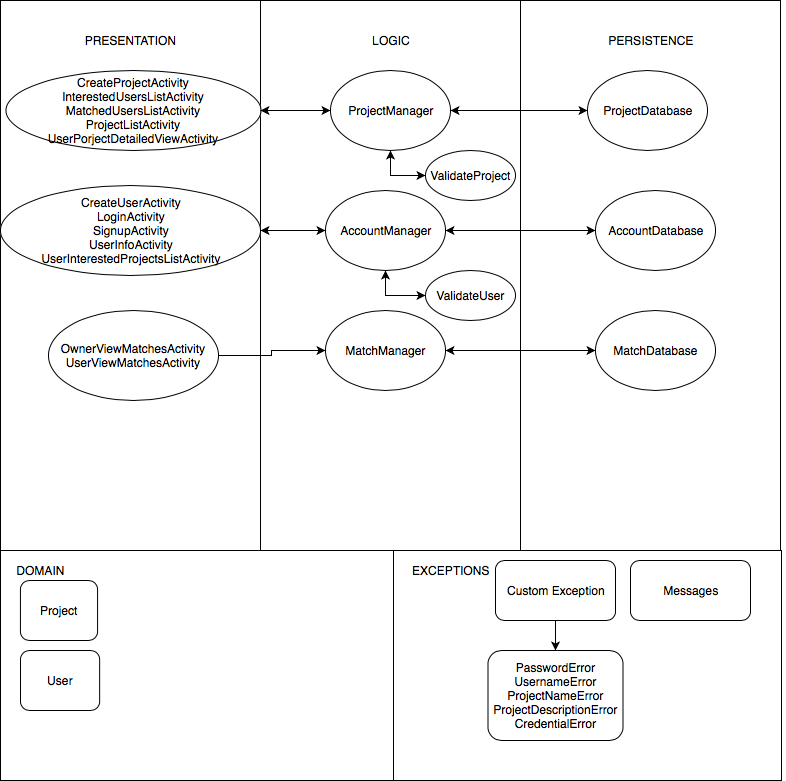 PRESENTATION
LOGIC
PERSISTENCE
CreateProjectActivity
InterestedUsersListActivity
MatchedUsersListActivity
ProjectListActivity
UserPorjectDetailedViewActivity
ProjectManager
ProjectDatabase
ValidateProject
CreateUserActivity
LoginActivity
SignupActivity
UserInfoActivity
UserInterestedProjectsListActivity
AccountManager
AccountDatabase
ValidateUser
OwnerViewMatchesActivity
UserViewMatchesActivity
MatchManager
MatchDatabase
DOMAIN
Project
User
EXCEPTIONS
Custom Exception
Messages
PasswordError
UsernameError
ProjectNameError
ProjectDescriptionError
CredentialError